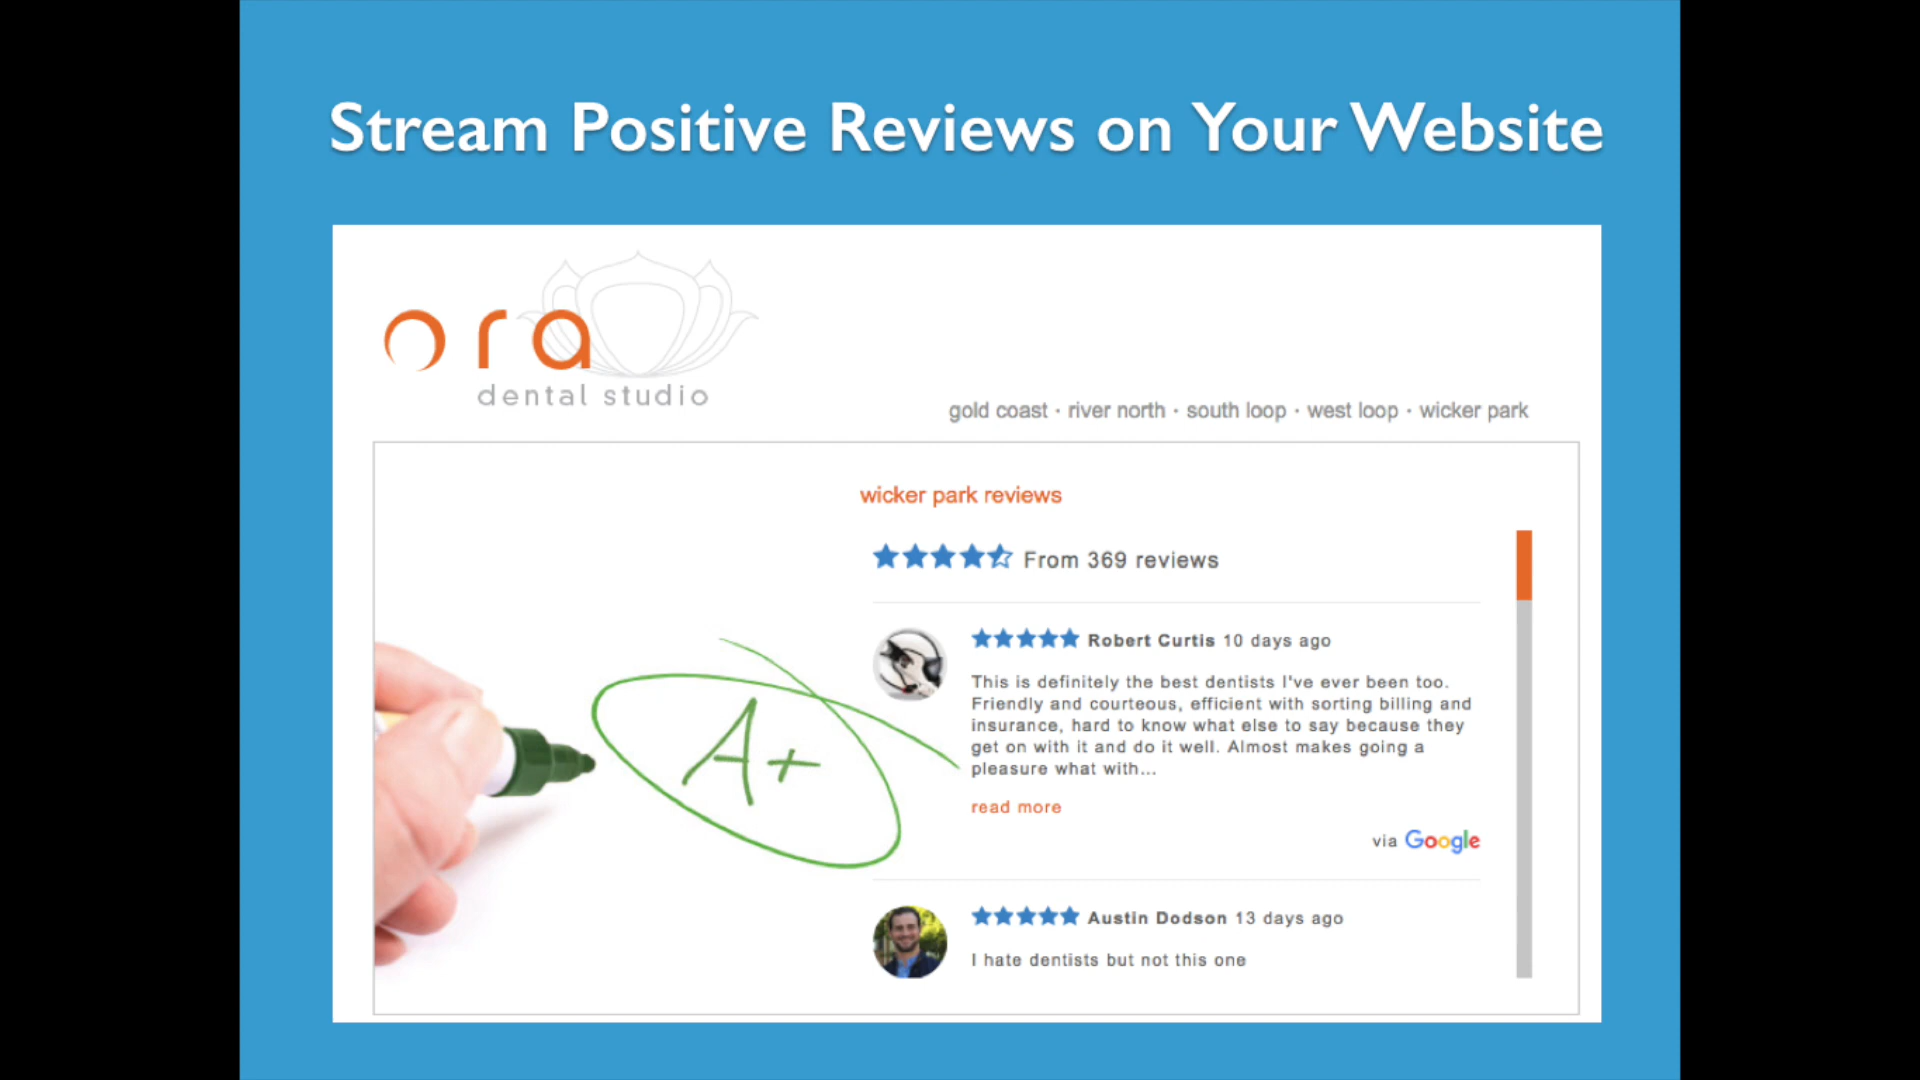 Stream Positive Reviews on Your Website
ora
dental studio
gold coast · river north · south loop · west loop · wicker park
wicker park reviews
From 369 reviews
Robert Curtis 10 days ago
This is definitely the best dentists I've ever been too.
Friendly and courteous, efficient with sorting billing and
insurance, hard to know what else to say because they
get on with it and do it well. Almost makes going a
pleasure what with...
read more
via Google
A+
Austin Dodson 13 days ago
I hate dentists but not this one